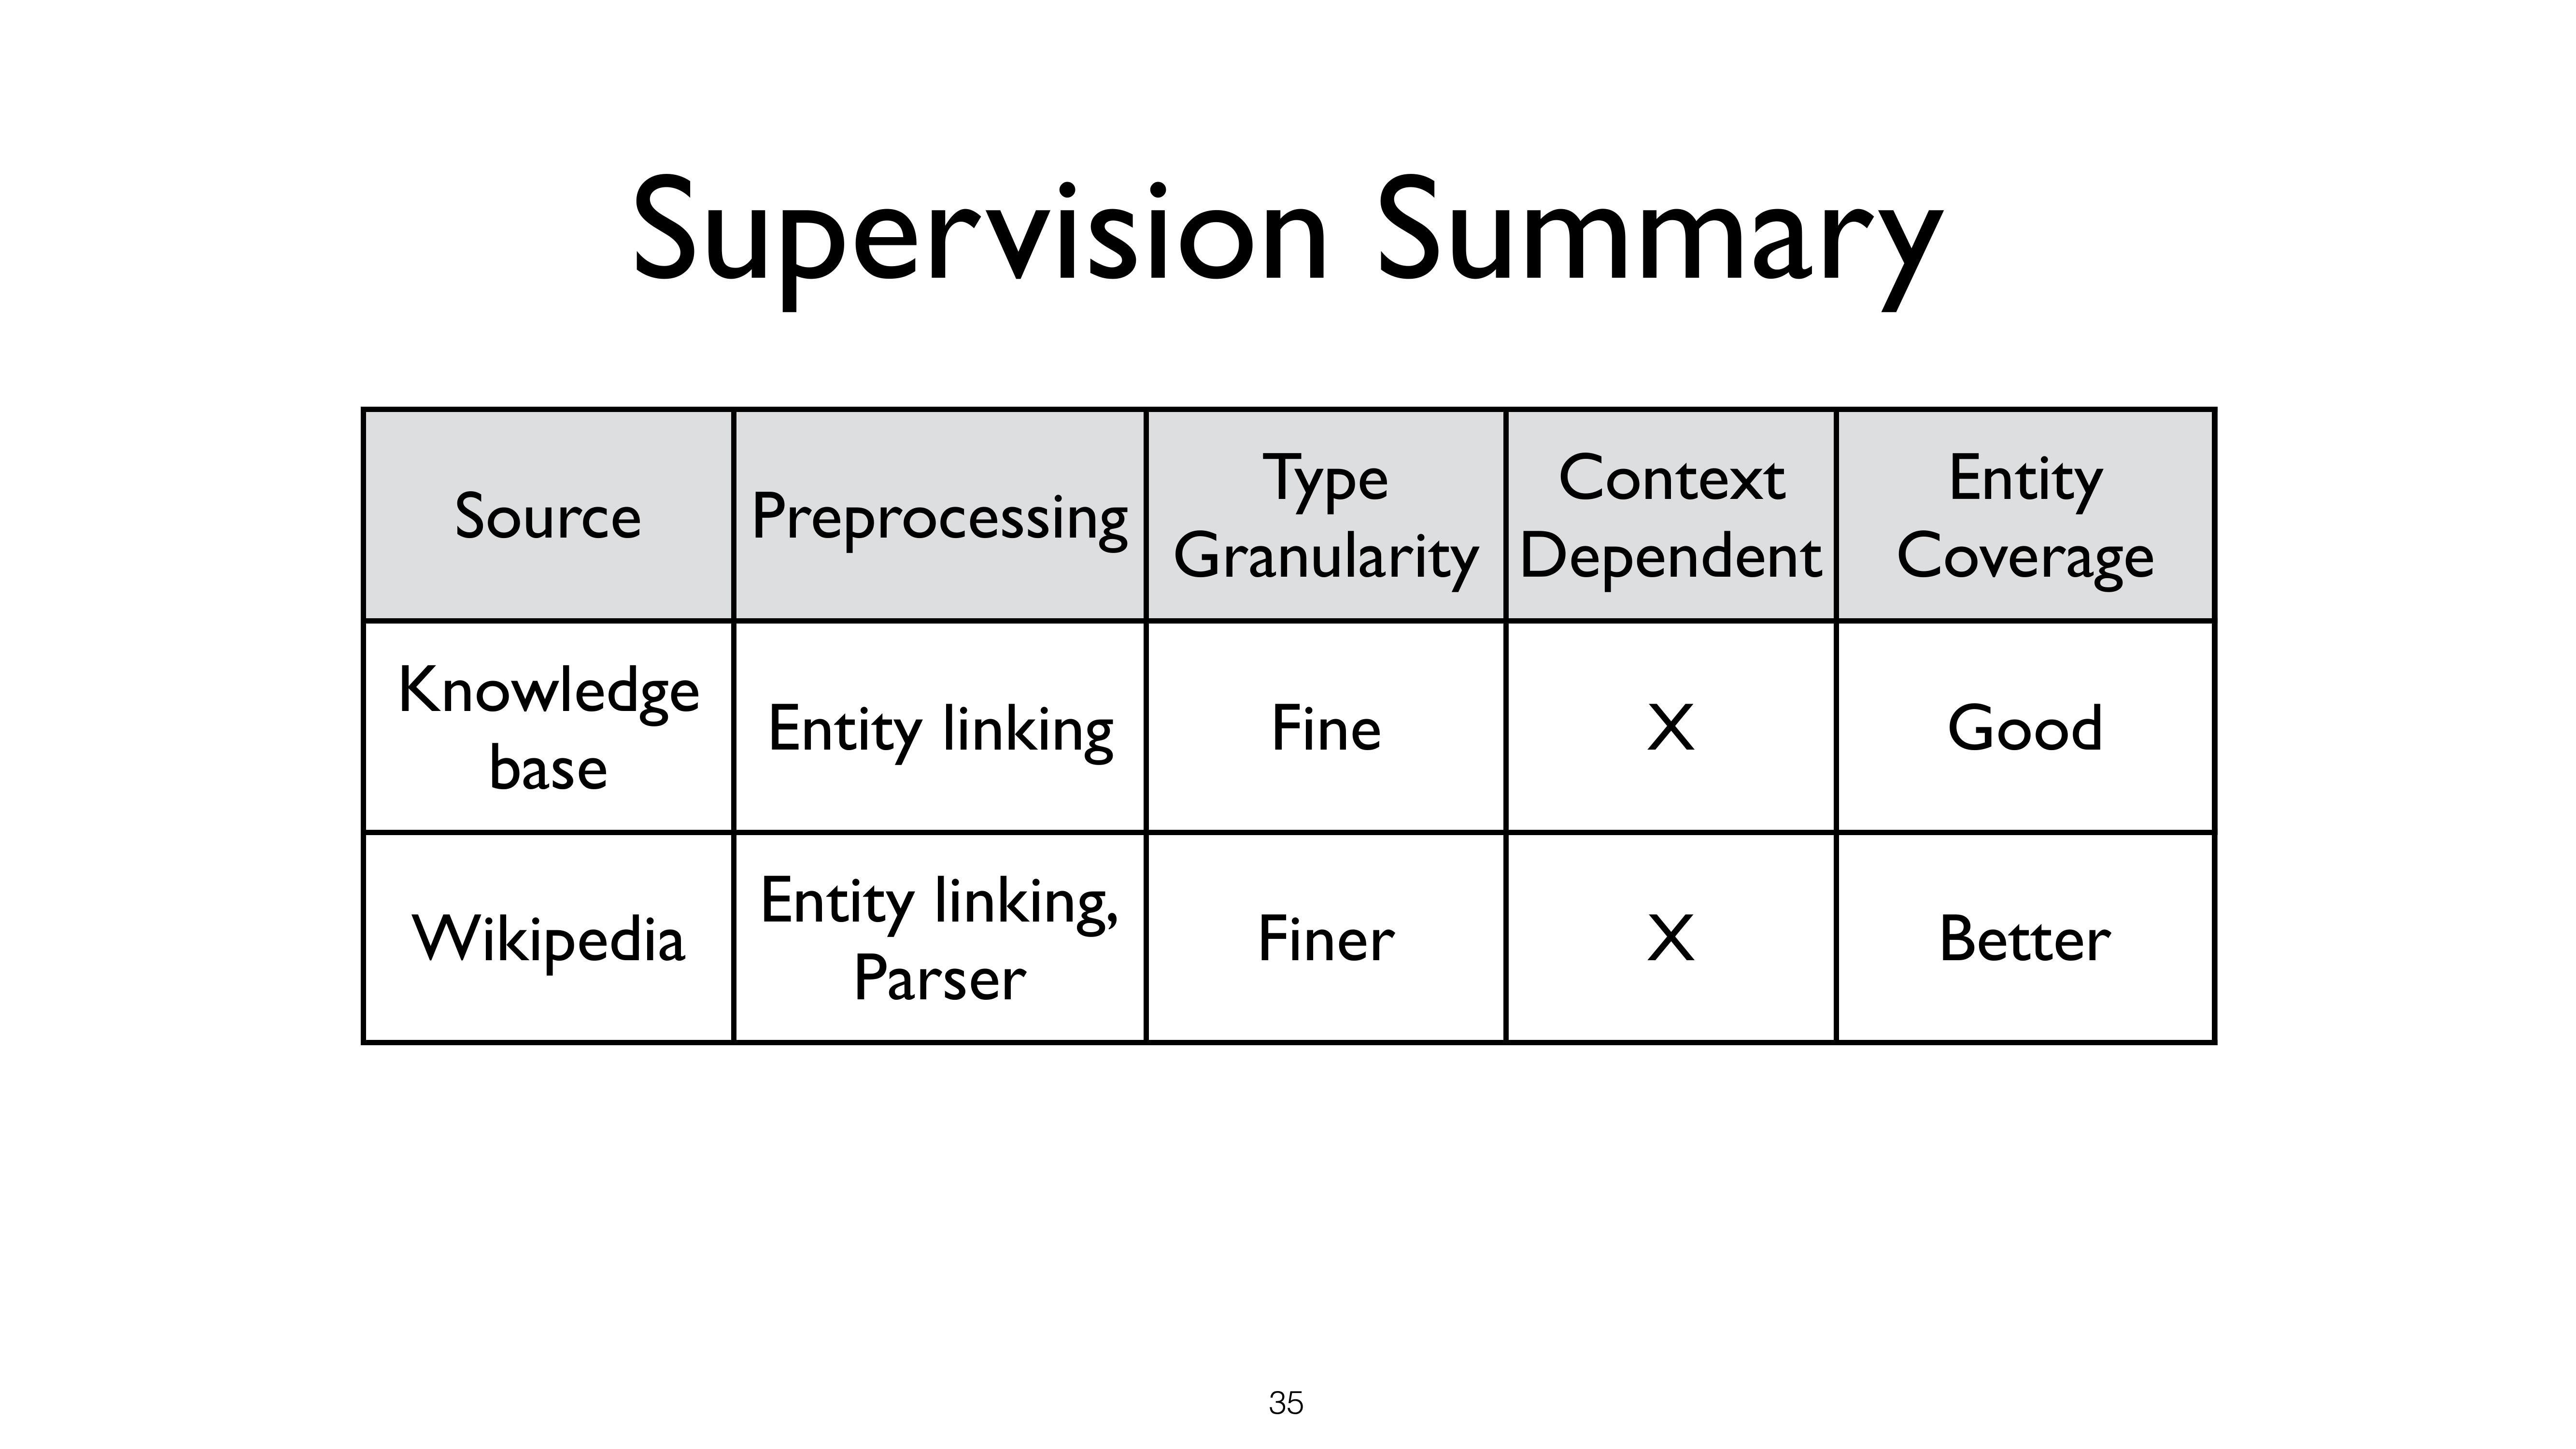 Supervision Summary
Source
Preprocessing
Type
Granularity
Context
Dependent
Entity
Coverage
Knowledge
base
Entity linking
Fine
X
Good
Wikipedia
Entity linking,
Parser
Finer
X
Better
35